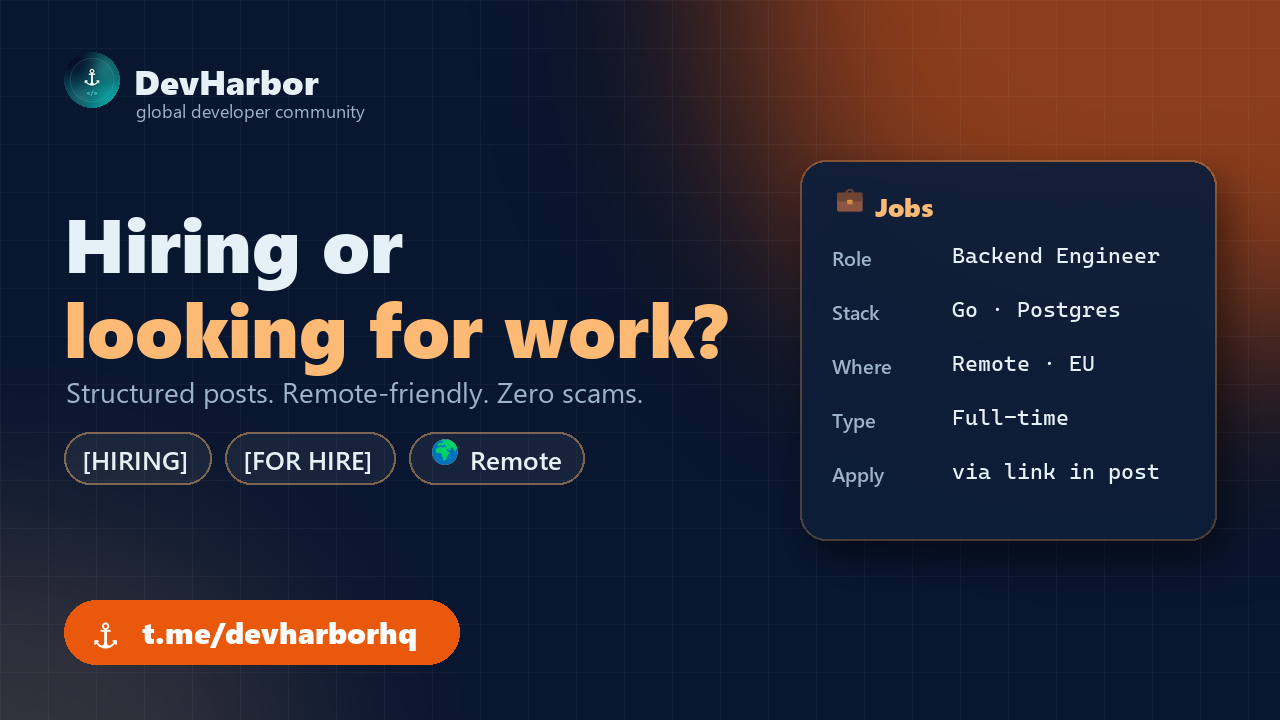 DevHarbor
global developer community
Hiring or
looking for work?
Structured posts. Remote-friendly. Zero scams.
[HIRING] [FOR HIRE] Remote
t.me/devharborhq
Jobs
Role Backend Engineer
Stack Go · Postgres
Where Remote · EU
Type Full-time
Apply via link in post